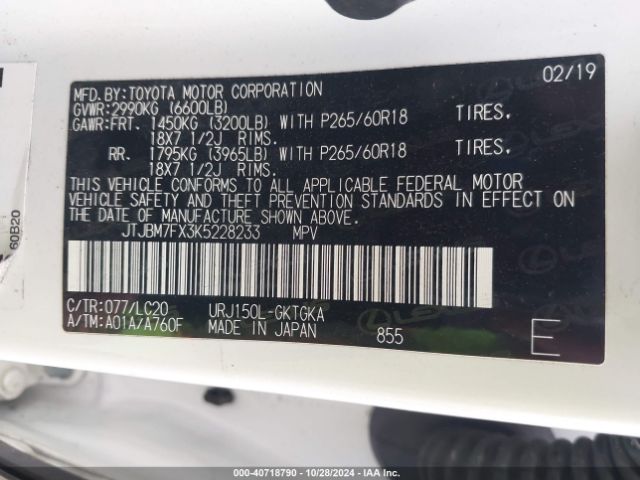 MFD. BY: TOYOTA MOTOR CORPORATION 02/19
GVWR: 2990KG (6600LB)
GAWR: FRT. 1450KG (3200LB) WITH P265/60R18 TIRES,
18X7 1/2J RIMS.
RR. 1795KG (3965LB) WITH P265/60R18 TIRES,
18X7 1/2J RIMS.
THIS VEHICLE CONFORMS TO ALL APPLICABLE FEDERAL MOTOR
VEHICLE SAFETY AND THEFT PREVENTION STANDARDS IN EFFECT ON
THE DATE OF MANUFACTURE SHOWN ABOVE.
JTJBM7FX3K5228233 MPV
C/TR: 077/LC20 URJ150L-GKTGKA
A/TM: A01A/A760F MADE IN JAPAN 855 E
60B20
LEXUS
000-40718790 - 10/28/2024 - IAA Inc.